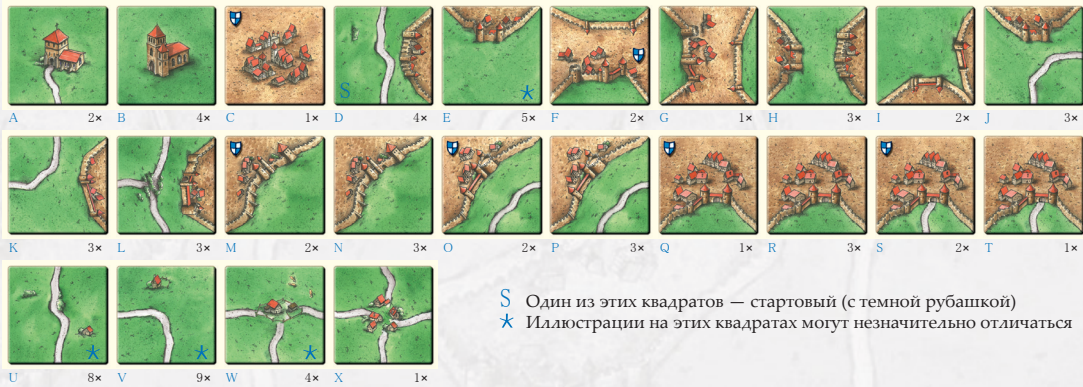 S
A 2× B 4× C 1× D 4× E 5× F 2× G 1× H 3× I 2× J 3×
K 3× L 3× M 2× N 3× O 2× P 3× Q 1× R 3× S 2× T 1×
U 8× V 9× W 4× X 1×
S Один из этих квадратов — стартовый (с темной рубашкой)
Иллюстрации на этих квадратах могут незначительно отличаться